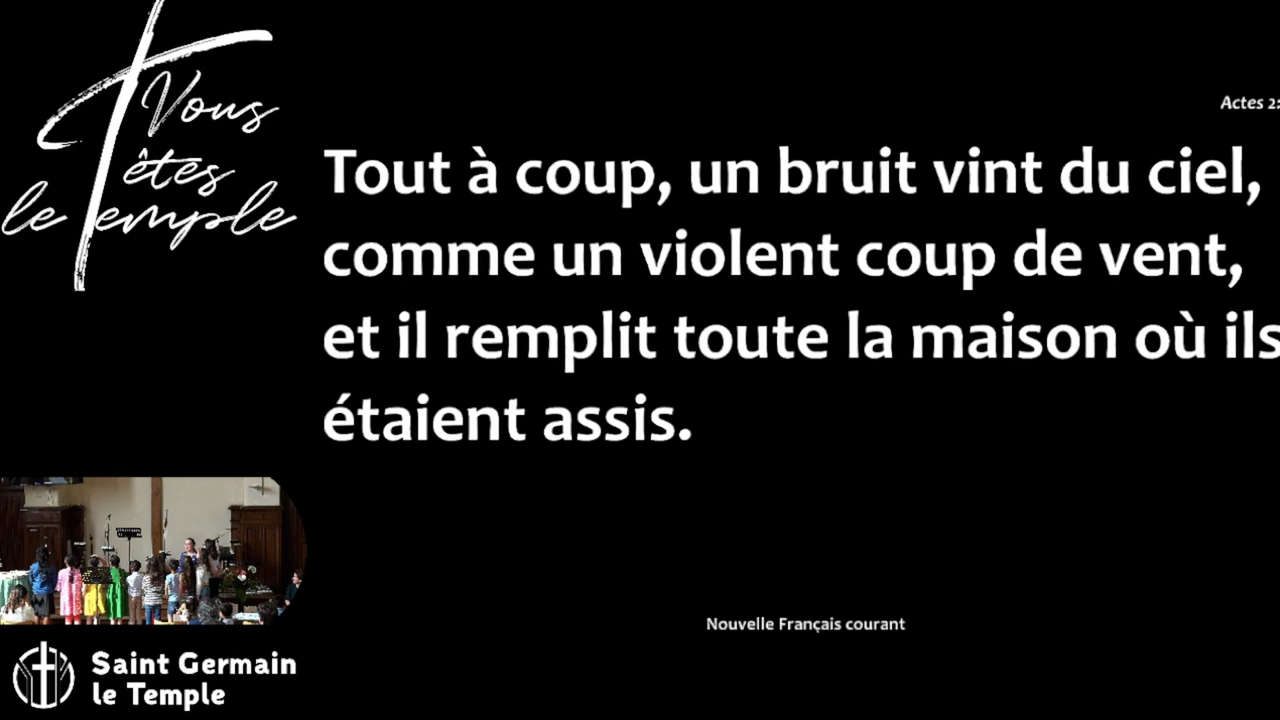 Vous
êtes
le Temple
Actes 2:
Tout à coup, un bruit vint du ciel,
comme un violent coup de vent,
et il remplit toute la maison où ils
étaient assis.
Nouvelle Français courant
Saint Germain
le Temple